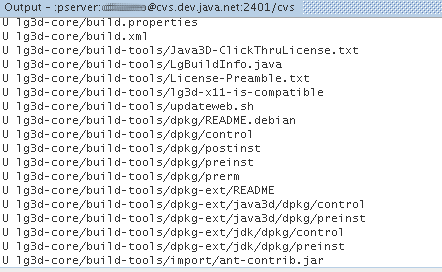 Output - :pserver: @cvs.dev.java.net:2401/cvs
U lg3d-core/build.properties
U lg3d-core/build.xml
U lg3d-core/build-tools/Java3D-ClickThruLicense.txt
U lg3d-core/build-tools/LgBuildInfo.java
U lg3d-core/build-tools/License-Preamble.txt
U lg3d-core/build-tools/lg3d-x11-is-compatible
U lg3d-core/build-tools/updateweb.sh
U lg3d-core/build-tools/dpkg/README.debian
U lg3d-core/build-tools/dpkg/control
U lg3d-core/build-tools/dpkg/postinst
U lg3d-core/build-tools/dpkg/preinst
U lg3d-core/build-tools/dpkg/prerm
U lg3d-core/build-tools/dpkg-ext/README
U lg3d-core/build-tools/dpkg-ext/java3d/dpkg/control
U lg3d-core/build-tools/dpkg-ext/java3d/dpkg/preinst
U lg3d-core/build-tools/dpkg-ext/jdk/dpkg/control
U lg3d-core/build-tools/dpkg-ext/jdk/dpkg/preinst
U lg3d-core/build-tools/import/ant-contrib.jar